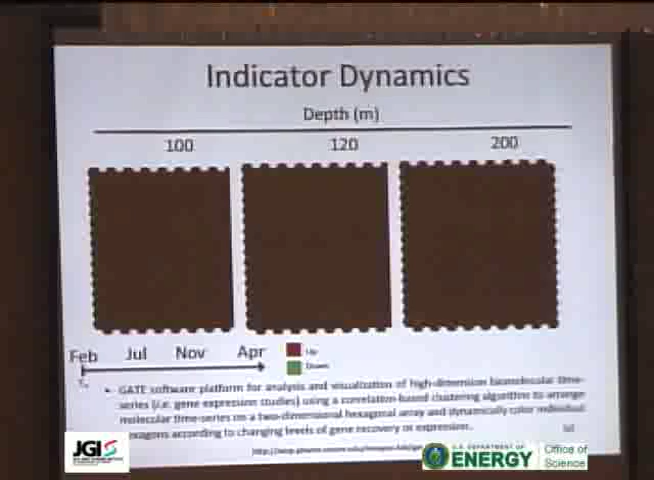 Indicator Dynamics
Depth (m)
100 120 200
Feb Jul Nov Apr
Up
Down
GATE software platform for analysis and visualization of high-dimension biomolecular time-
series (i.e. gene expression studies) using a correlation-based clustering algorithm to arrange
molecular time-series on a two-dimensional hexagonal array and dynamically color individual
hexagons according to changing levels of gene recovery or expression.
JGI
U.S. DEPARTMENT OF
ENERGY
Office of
Science